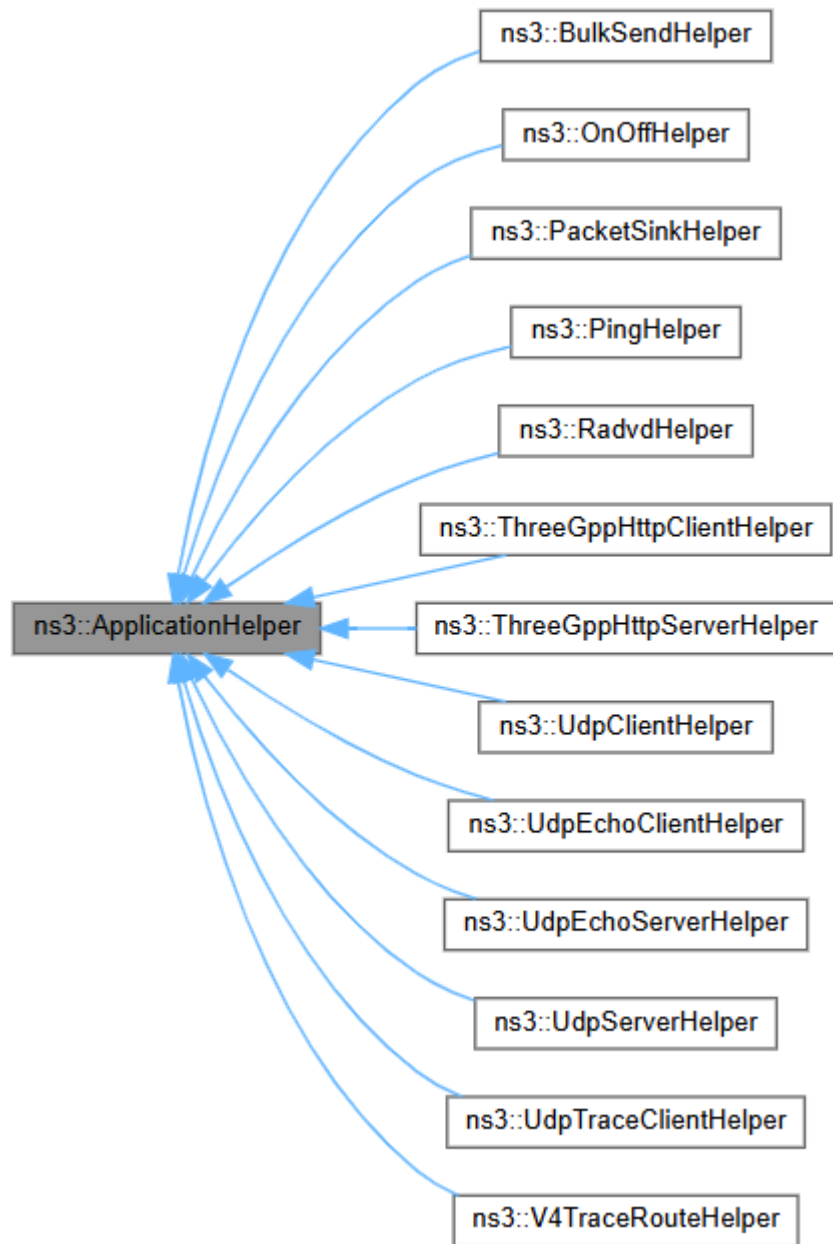 ns3::BulkSendHelper
ns3::OnOffHelper
ns3::PacketSinkHelper
ns3::PingHelper
ns3::RadvdHelper
ns3::ThreeGppHttpClientHelper
ns3::ApplicationHelper
ns3::ThreeGppHttpServerHelper
ns3::UdpClientHelper
ns3::UdpEchoClientHelper
ns3::UdpEchoServerHelper
ns3::UdpServerHelper
ns3::UdpTraceClientHelper
ns3::V4TraceRouteHelper